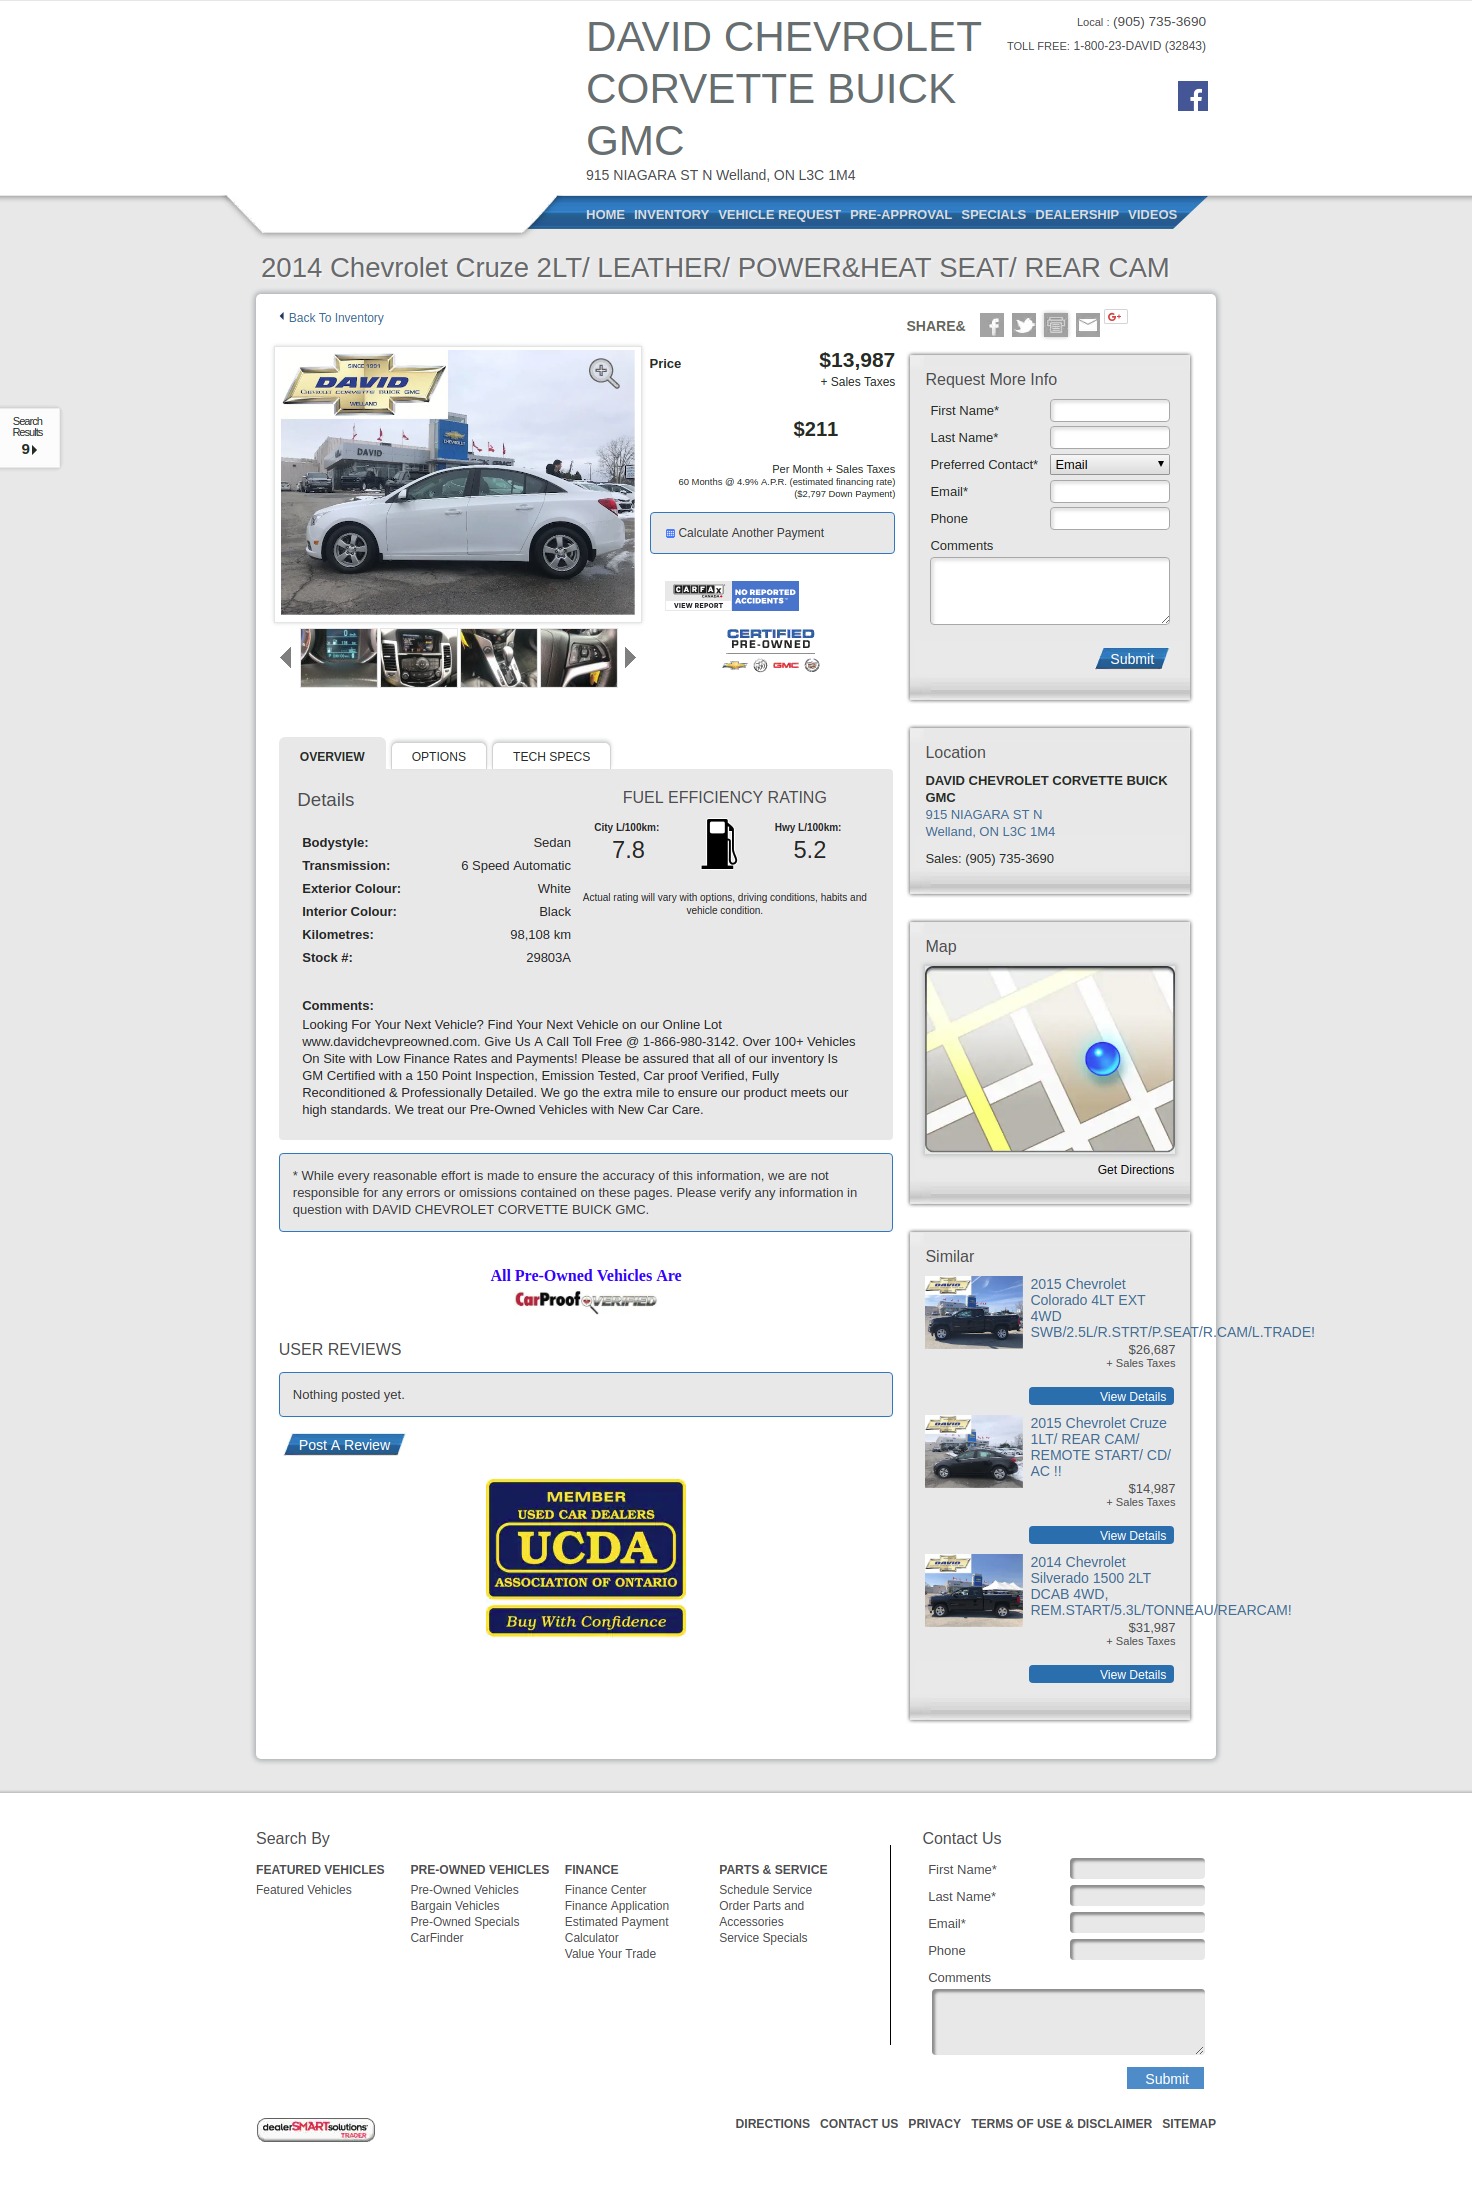 DAVID CHEVROLET
CORVETTE BUICK
GMC
915 NIAGARA ST N Welland, ON L3C 1M4
Local : (905) 735-3690
TOLL FREE: 1-800-23-DAVID (32843)
HOME INVENTORY VEHICLE REQUEST PRE-APPROVAL SPECIALS DEALERSHIP VIDEOS
2014 Chevrolet Cruze 2LT/ LEATHER/ POWER&HEAT SEAT/ REAR CAM
Search
Results
9
Back To Inventory
SINCE 1991
DAVID
CHEVROLET CORVETTE BUICK GMC
WELLAND
DAVID
CHEVROLET
Price
$13,987
+ Sales Taxes
$211
Per Month + Sales Taxes
60 Months @ 4.9% A.P.R. (estimated financing rate)
($2,797 Down Payment)
Calculate Another Payment
CARFAX
CANADA
VIEW REPORT
NO REPORTED
ACCIDENTS
CERTIFIED
PRE-OWNED
GMC
SHARE&
G+
Request More Info
First Name*
Last Name*
Preferred Contact* Email
Email*
Phone
Comments
Submit
Location
DAVID CHEVROLET CORVETTE BUICK
GMC
915 NIAGARA ST N
Welland, ON L3C 1M4
Sales: (905) 735-3690
Map
Get Directions
OVERVIEW OPTIONS TECH SPECS
Details
Bodystyle: Sedan
Transmission: 6 Speed Automatic
Exterior Colour: White
Interior Colour: Black
Kilometres: 98,108 km
Stock #: 29803A
FUEL EFFICIENCY RATING
City L/100km: Hwy L/100km:
7.8 5.2
Actual rating will vary with options, driving conditions, habits and
vehicle condition.
Comments:
Looking For Your Next Vehicle? Find Your Next Vehicle on our Online Lot
www.davidchevpreowned.com. Give Us A Call Toll Free @ 1-866-980-3142. Over 100+ Vehicles
On Site with Low Finance Rates and Payments! Please be assured that all of our inventory Is
GM Certified with a 150 Point Inspection, Emission Tested, Car proof Verified, Fully
Reconditioned & Professionally Detailed. We go the extra mile to ensure our product meets our
high standards. We treat our Pre-Owned Vehicles with New Car Care.
* While every reasonable effort is made to ensure the accuracy of this information, we are not
responsible for any errors or omissions contained on these pages. Please verify any information in
question with DAVID CHEVROLET CORVETTE BUICK GMC.
All Pre-Owned Vehicles Are
CarProof VERIFIED
USER REVIEWS
Nothing posted yet.
Post A Review
MEMBER
USED CAR DEALERS
UCDA
ASSOCIATION OF ONTARIO
Buy With Confidence
Similar
DAVID
2015 Chevrolet
Colorado 4LT EXT
4WD
SWB/2.5L/R.STRT/P.SEAT/R.CAM/L.TRADE!
$26,687
+ Sales Taxes
View Details
DAVID
2015 Chevrolet Cruze
1LT/ REAR CAM/
REMOTE START/ CD/
AC !!
$14,987
+ Sales Taxes
View Details
DAVID
2014 Chevrolet
Silverado 1500 2LT
DCAB 4WD,
REM.START/5.3L/TONNEAU/REARCAM!
$31,987
+ Sales Taxes
View Details
Search By
FEATURED VEHICLES
Featured Vehicles
PRE-OWNED VEHICLES
Pre-Owned Vehicles
Bargain Vehicles
Pre-Owned Specials
CarFinder
FINANCE
Finance Center
Finance Application
Estimated Payment
Calculator
Value Your Trade
PARTS & SERVICE
Schedule Service
Order Parts and
Accessories
Service Specials
Contact Us
First Name*
Last Name*
Email*
Phone
Comments
Submit
dealerSMARTsolutions
TRADER
DIRECTIONS CONTACT US PRIVACY TERMS OF USE & DISCLAIMER SITEMAP